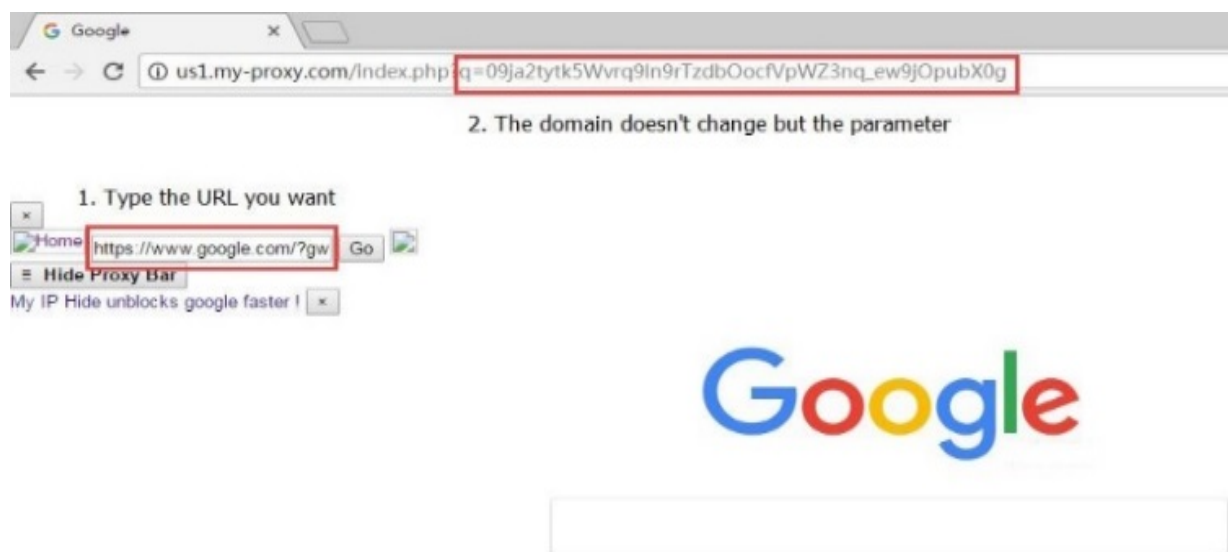 Google
us1.my-proxy.com/index.php?q=09ja2tytk5Wvrq9ln9rTzdbOocfVpWZ3nq_ew9jOpubX0g
2. The domain doesn't change but the parameter
1. Type the URL you want
Home https://www.google.com/?gw Go
≡ Hide Proxy Bar
My IP Hide unblocks google faster ! ×
Google